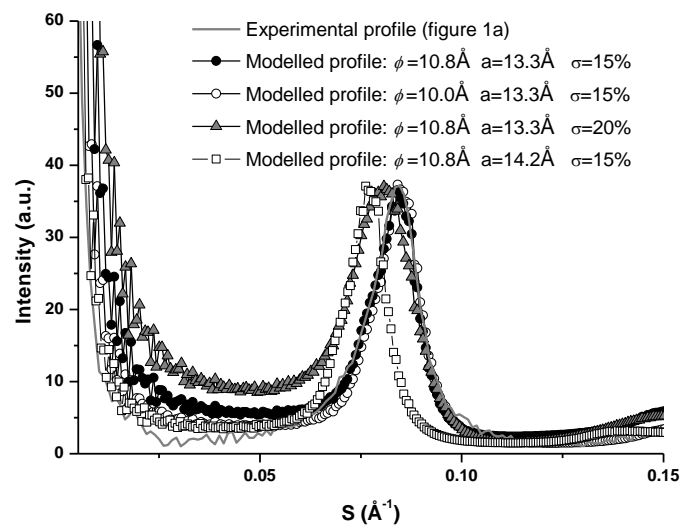 60
50
40
30
20
10
0
Intensity (a.u.)
Experimental profile (figure 1a)
Modelled profile: ϕ=10.8Å a=13.3Å σ=15%
Modelled profile: ϕ=10.0Å a=13.3Å σ=15%
Modelled profile: ϕ=10.8Å a=13.3Å σ=20%
Modelled profile: ϕ=10.8Å a=14.2Å σ=15%
0.05 0.10 0.15
S (Å⁻¹)